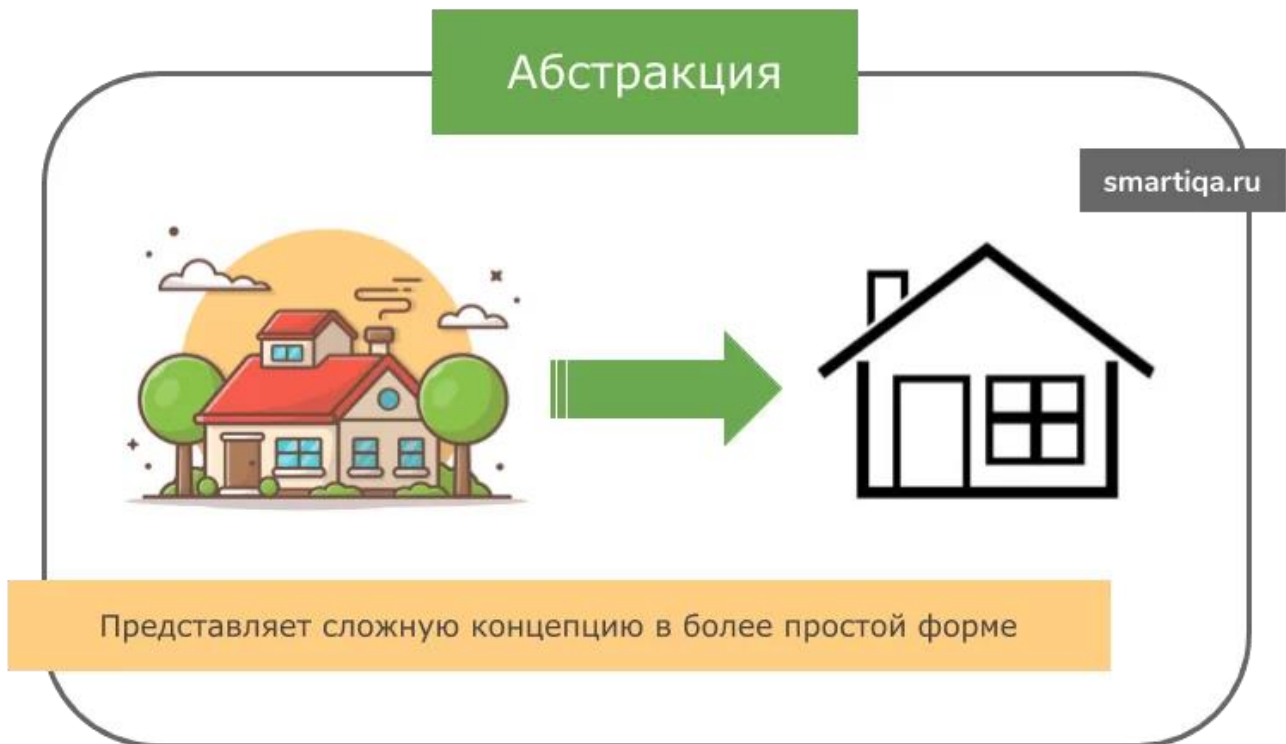 Абстракция
smartiqa.ru
Представляет сложную концепцию в более простой форме